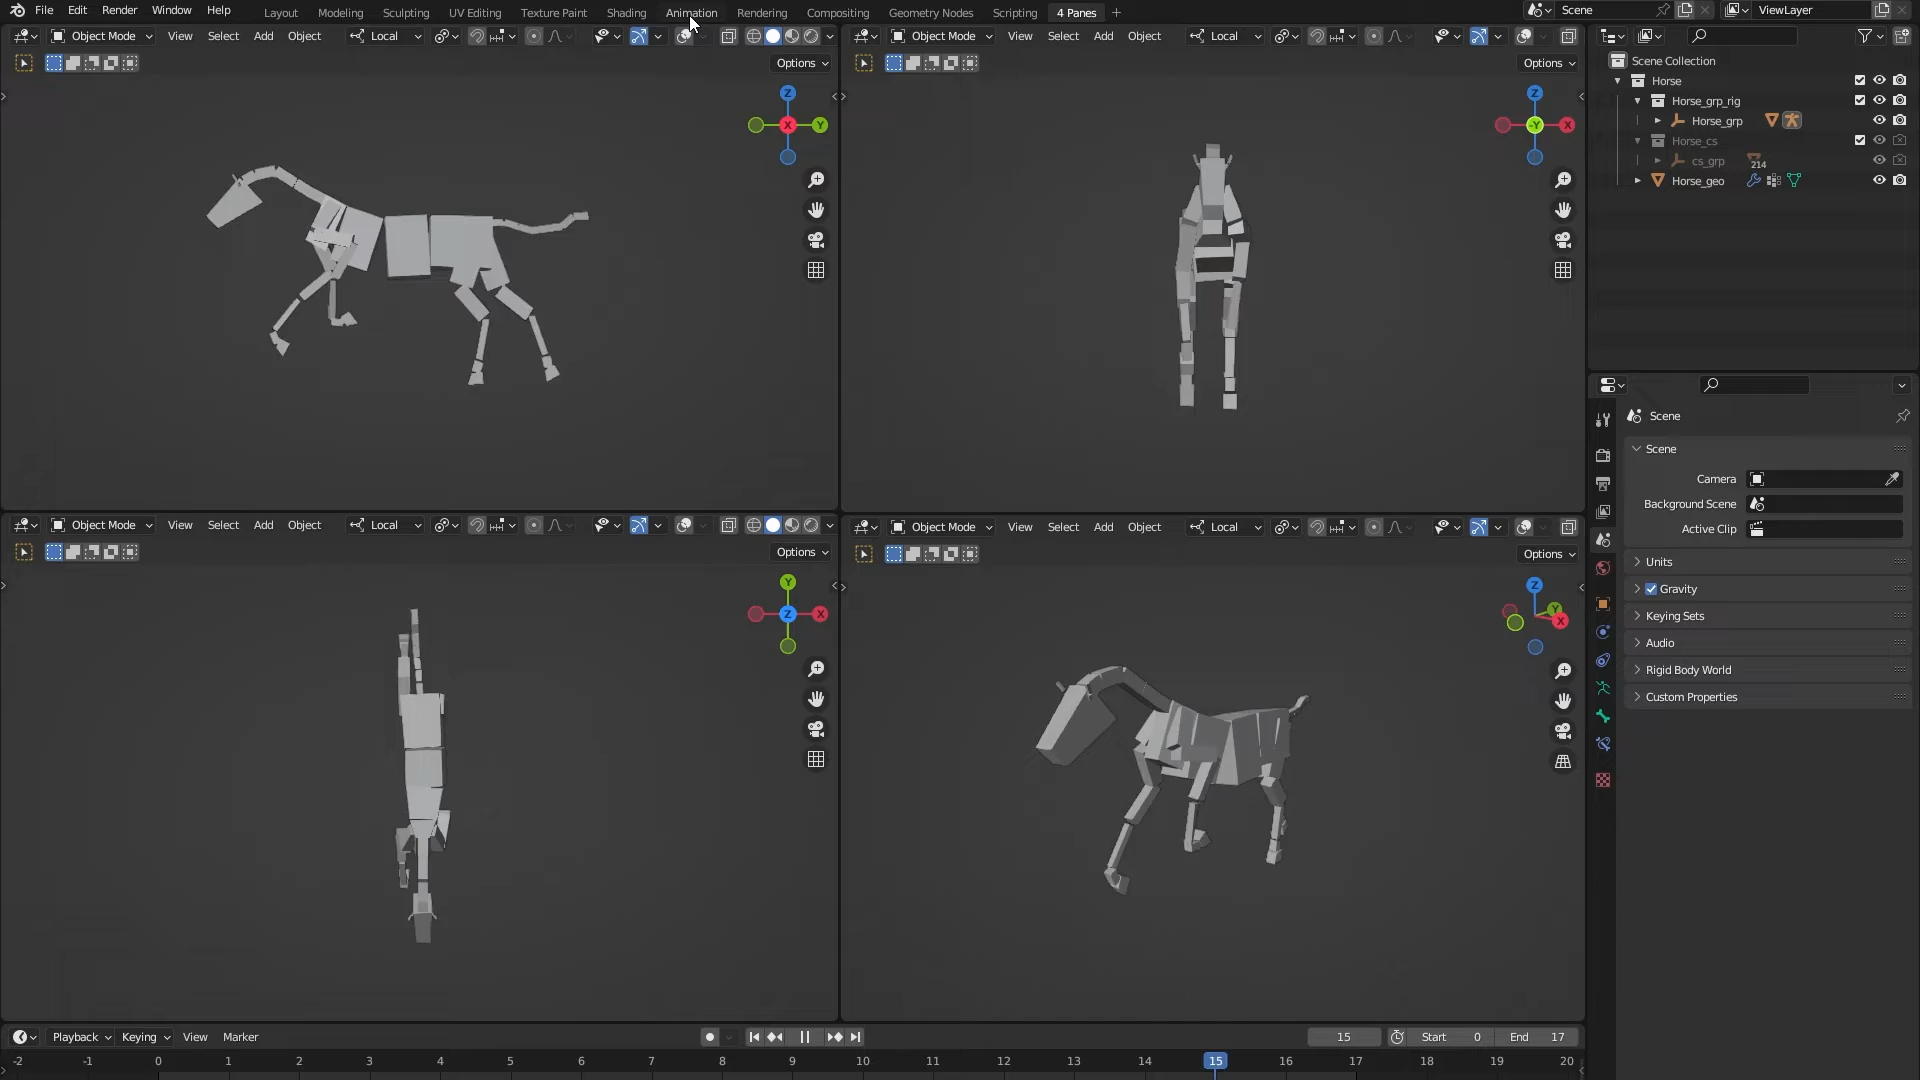 File Edit Render Window Help Layout Modeling Sculpting UV Editing Texture Paint Shading Animation Rendering Compositing Geometry Nodes Scripting 4 Panes + Scene ViewLayer
Object Mode View Select Add Object Local
Options
Z
X
Y
Object Mode View Select Add Object Local
Options
Z
-Y
X
Scene Collection
Horse
Horse_grp_rig
Horse_grp
Horse_cs
cs_grp 214
Horse_geo
Object Mode View Select Add Object Local
Options
Y
Z
X
Object Mode View Select Add Object Local
Options
Z
Y
X
Scene
Scene
Camera
Background Scene
Active Clip
Units
Gravity
Keying Sets
Audio
Rigid Body World
Custom Properties
Playback Keying View Marker 15 Start 0 End 17
-2 -1 0 1 2 3 4 5 6 7 8 9 10 11 12 13 14 15 16 17 18 19 20